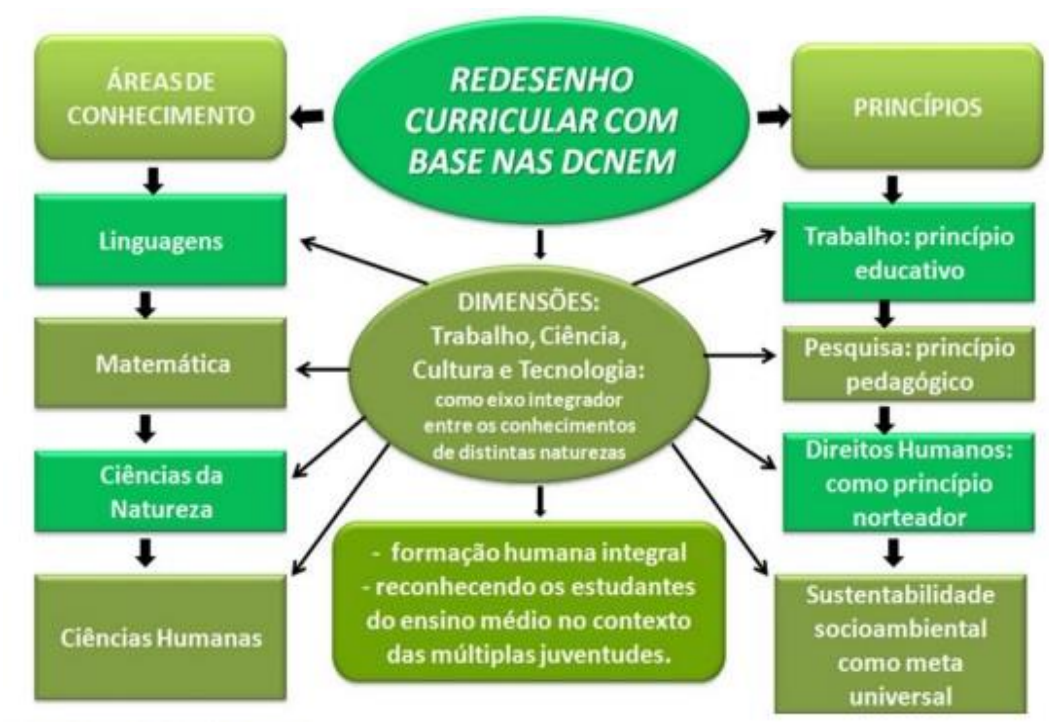 REDESENHO
CURRICULAR COM
BASE NAS DCNEM
ÁREAS DE
CONHECIMENTO
Linguagens
Matemática
Ciências da
Natureza
Ciências Humanas
DIMENSÕES:
Trabalho, Ciência,
Cultura e Tecnologia:
como eixo integrador
entre os conhecimentos
de distintas naturezas
- formação humana integral
- reconhecendo os estudantes
do ensino médio no contexto
das múltiplas juventudes.
PRINCÍPIOS
Trabalho: princípio
educativo
Pesquisa: princípio
pedagógico
Direitos Humanos:
como princípio
norteador
Sustentabilidade
socioambiental
como meta
universal